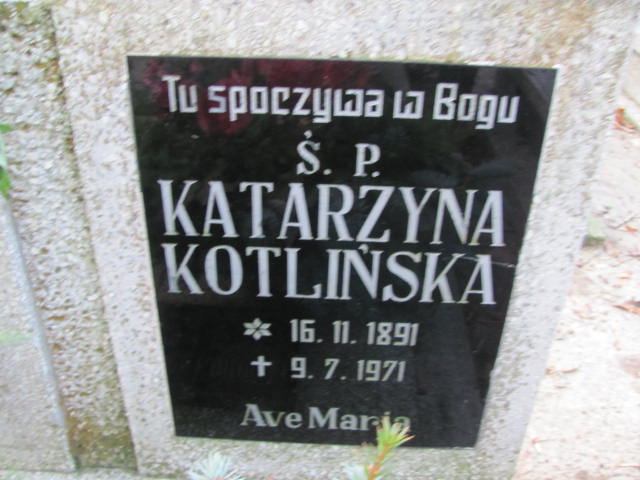 Tu spoczywa w Bogu
Ś. P.
KATARZYNA
KOTLIŃSKA
✲ 16. 11. 1891
✝ 9. 7. 1971
Ave Maria